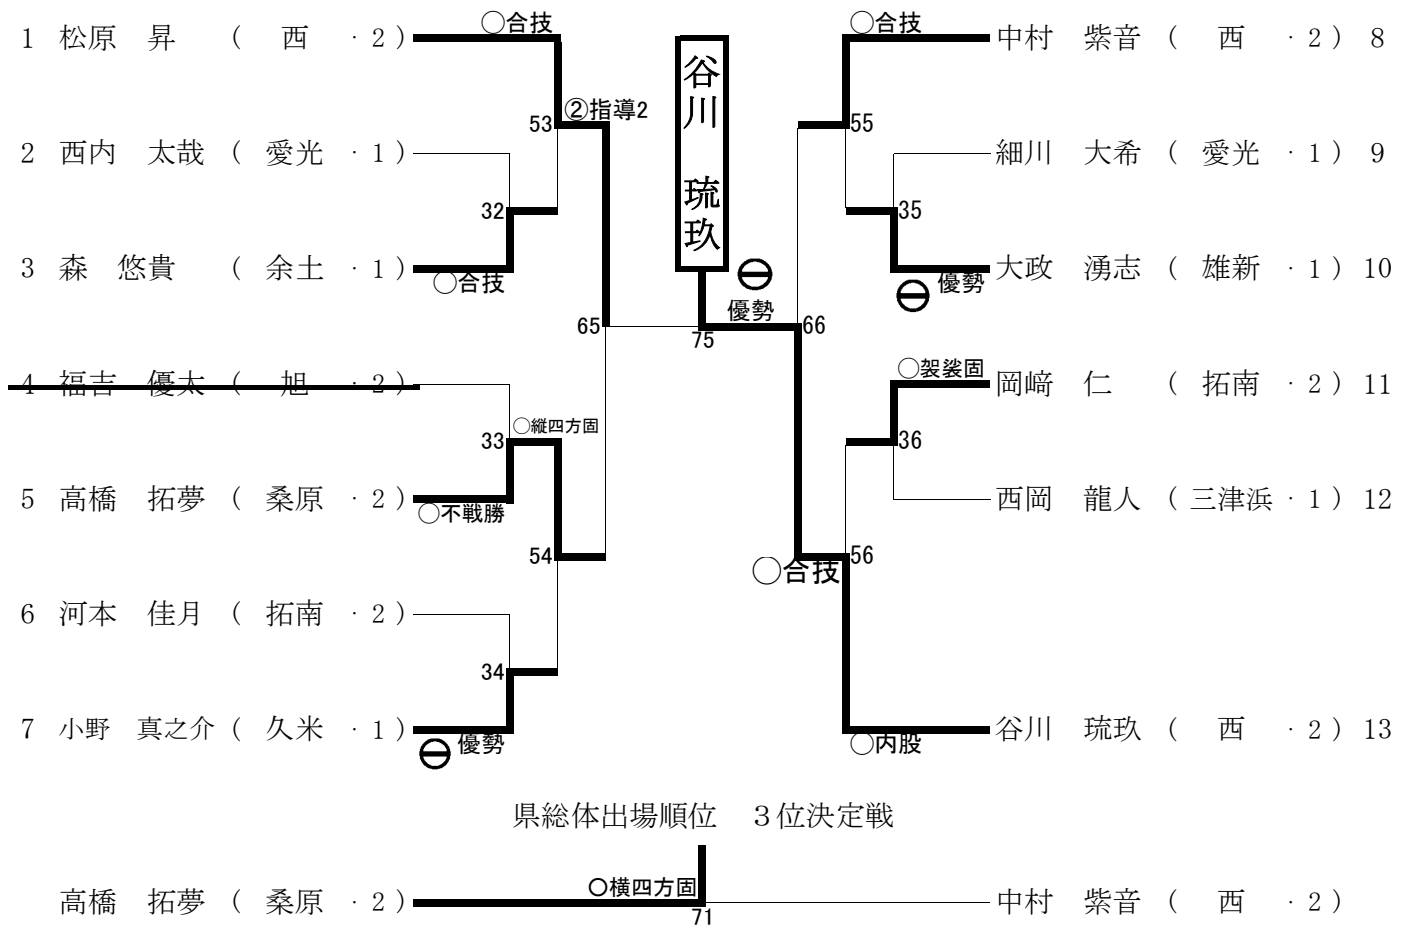 1 松原 昇 ( 西 ・2)
○合技
谷川 琉玖
○合技
中村 紫音 ( 西 ・2) 8
53
②指導2
55
2 西内 太哉 ( 愛光 ・1)
細川 大希 ( 愛光 ・1) 9
32
35
3 森 悠貴 ( 余土 ・1)
○合技
優勢
大政 湧志 ( 雄新 ・1) 10
優勢
65
75
66
4 福吉 優太 ( 旭 ・2)
○袈裟固
岡﨑 仁 ( 拓南 ・2) 11
33
○縦四方固
36
5 高橋 拓夢 ( 桑原 ・2)
○不戦勝
西岡 龍人 ( 三津浜 ・1) 12
54
○合技
56
6 河本 佳月 ( 拓南 ・2)
34
7 小野 真之介 ( 久米 ・1)
優勢
○内股
谷川 琉玖 ( 西 ・2) 13
県総体出場順位 3位決定戦
高橋 拓夢 ( 桑原 ・2)
○横四方固
71
中村 紫音 ( 西 ・2)